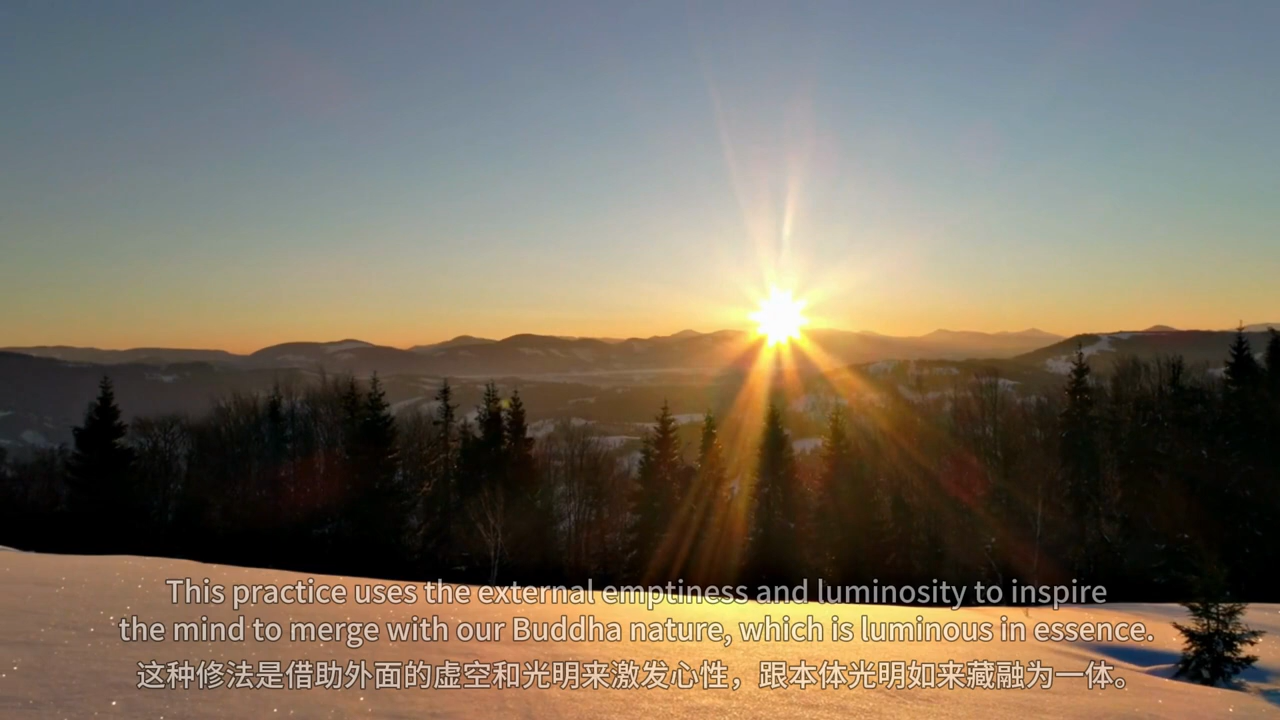 This practice uses the external emptiness and luminosity to inspire
the mind to merge with our Buddha nature, which is luminous in essence.
这种修法是借助外面的虚空和光明来激发心性，跟本体光明如来藏融为一体。